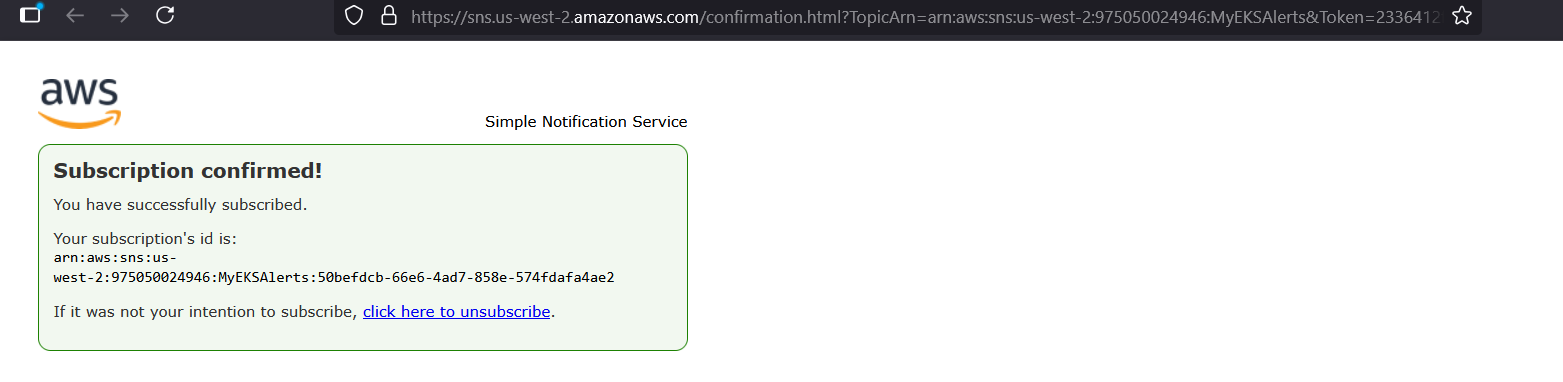 https://sns.us-west-2.amazonaws.com/confirmation.html?TopicArn=arn:aws:sns:us-west-2:975050024946:MyEKSAlerts&Token=2336412
aws
Simple Notification Service
Subscription confirmed!
You have successfully subscribed.
Your subscription's id is:
arn:aws:sns:us-
west-2:975050024946:MyEKSAlerts:50befdcb-66e6-4ad7-858e-574fdafa4ae2
If it was not your intention to subscribe, click here to unsubscribe.